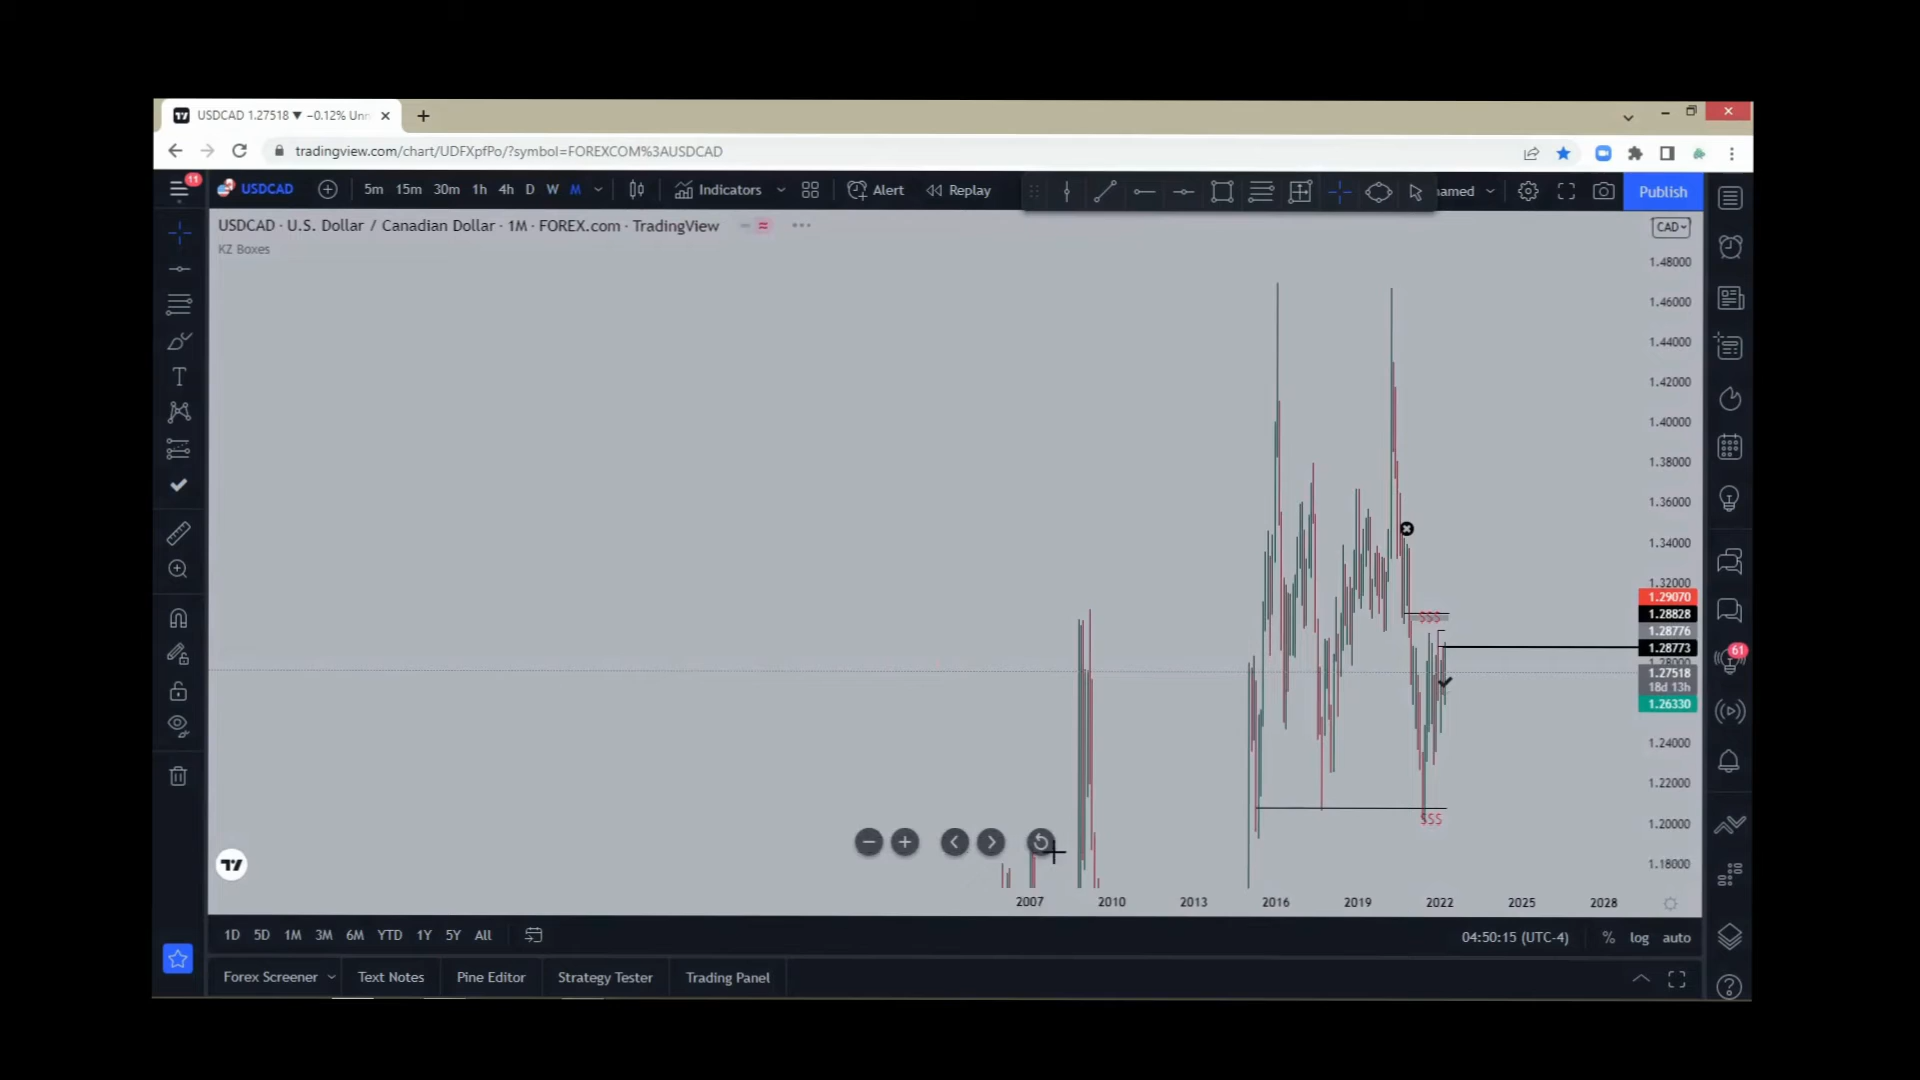 USDCAD 1.27518 ▼ −0.12% Unn
tradingview.com/chart/UDFXpfPo/?symbol=FOREXCOM%3AUSDCAD
11
USDCAD 5m 15m 30m 1h 4h D W M Indicators Alert Replay named Publish
USDCAD · U.S. Dollar / Canadian Dollar · 1M · FOREX.com · TradingView
KZ Boxes
CAD
1.48000
1.46000
1.44000
1.42000
1.40000
1.38000
1.36000
1.34000
1.32000
1.29070
1.28828
1.28776
1.28773
1.28000
1.27518
18d 13h
1.26330
1.24000
1.22000
1.20000
1.18000
$$$
$$$
61
2007 2010 2013 2016 2019 2022 2025 2028
1D 5D 1M 3M 6M YTD 1Y 5Y All
04:50:15 (UTC-4) % log auto
Forex Screener Text Notes Pine Editor Strategy Tester Trading Panel